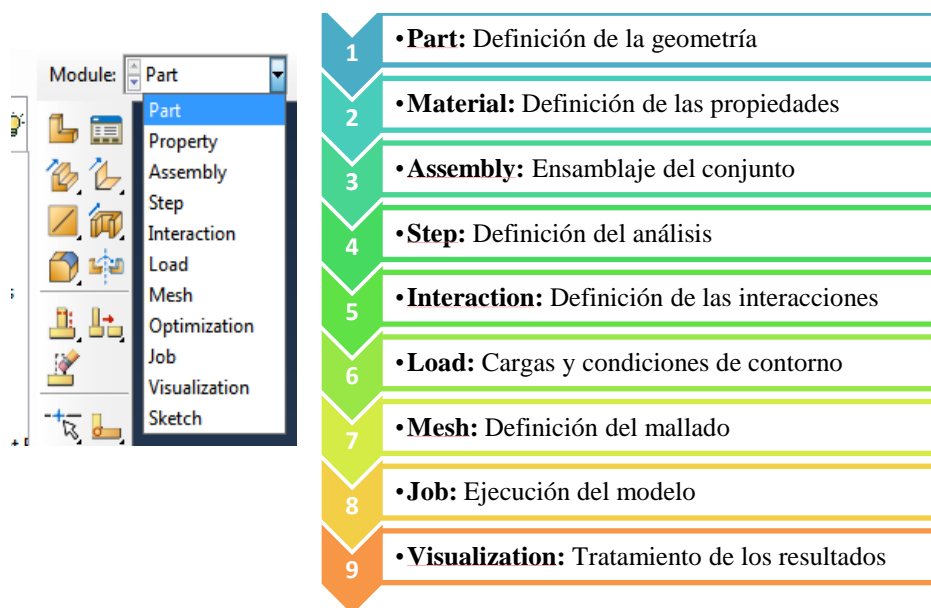 Module: Part
Part
Property
Assembly
Step
Interaction
Load
Mesh
Optimization
Job
Visualization
Sketch
1
•Part: Definición de la geometría
2
•Material: Definición de las propiedades
3
•Assembly: Ensamblaje del conjunto
4
•Step: Definición del análisis
5
•Interaction: Definición de las interacciones
6
•Load: Cargas y condiciones de contorno
7
•Mesh: Definición del mallado
8
•Job: Ejecución del modelo
9
•Visualization: Tratamiento de los resultados